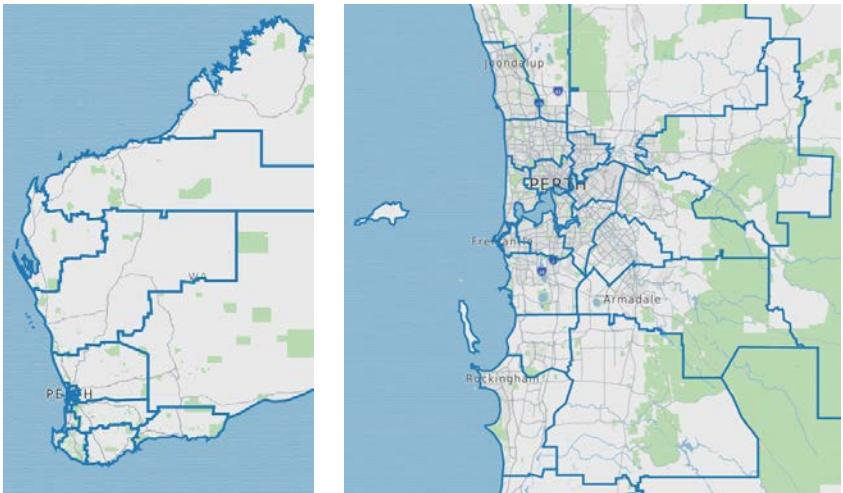 WA
PERTH
Joondalup
PERTH
Fremantle
Armadale
Rockingham